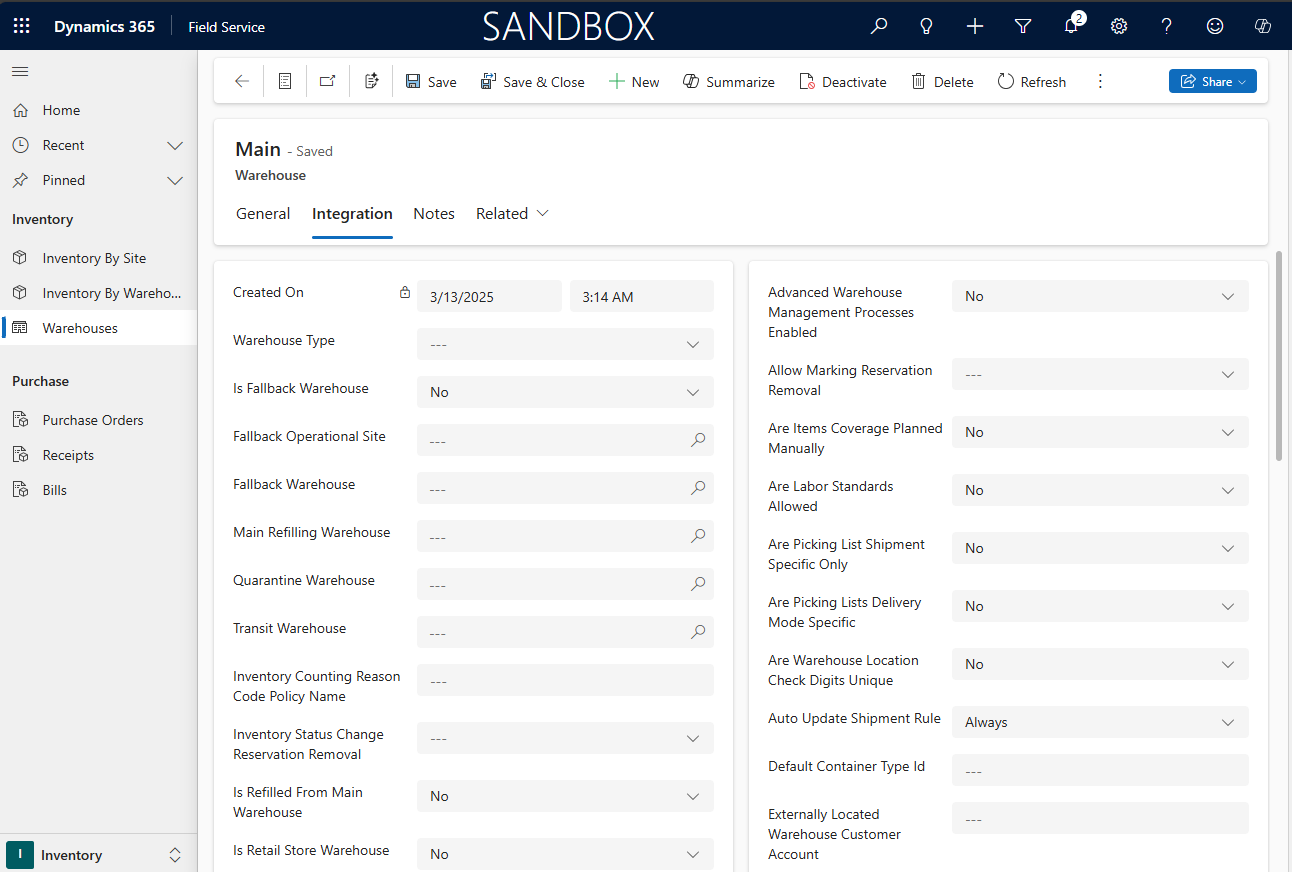 Dynamics 365
Field Service
SANDBOX
2
Home
Recent
Pinned
Inventory
Inventory By Site
Inventory By Wareho...
Warehouses
Purchase
Purchase Orders
Receipts
Bills
I
Inventory
Save
Save & Close
New
Summarize
Deactivate
Delete
Refresh
Share
Main - Saved
Warehouse
General
Integration
Notes
Related
Created On
3/13/2025
3:14 AM
Warehouse Type
---
Is Fallback Warehouse
No
Fallback Operational Site
---
Fallback Warehouse
---
Main Refilling Warehouse
---
Quarantine Warehouse
---
Transit Warehouse
---
Inventory Counting Reason
Code Policy Name
---
Inventory Status Change
Reservation Removal
---
Is Refilled From Main
Warehouse
No
Is Retail Store Warehouse
No
Advanced Warehouse
Management Processes
Enabled
No
Allow Marking Reservation
Removal
---
Are Items Coverage Planned
Manually
No
Are Labor Standards
Allowed
No
Are Picking List Shipment
Specific Only
No
Are Picking Lists Delivery
Mode Specific
No
Are Warehouse Location
Check Digits Unique
No
Auto Update Shipment Rule
Always
Default Container Type Id
---
Externally Located
Warehouse Customer
Account
---